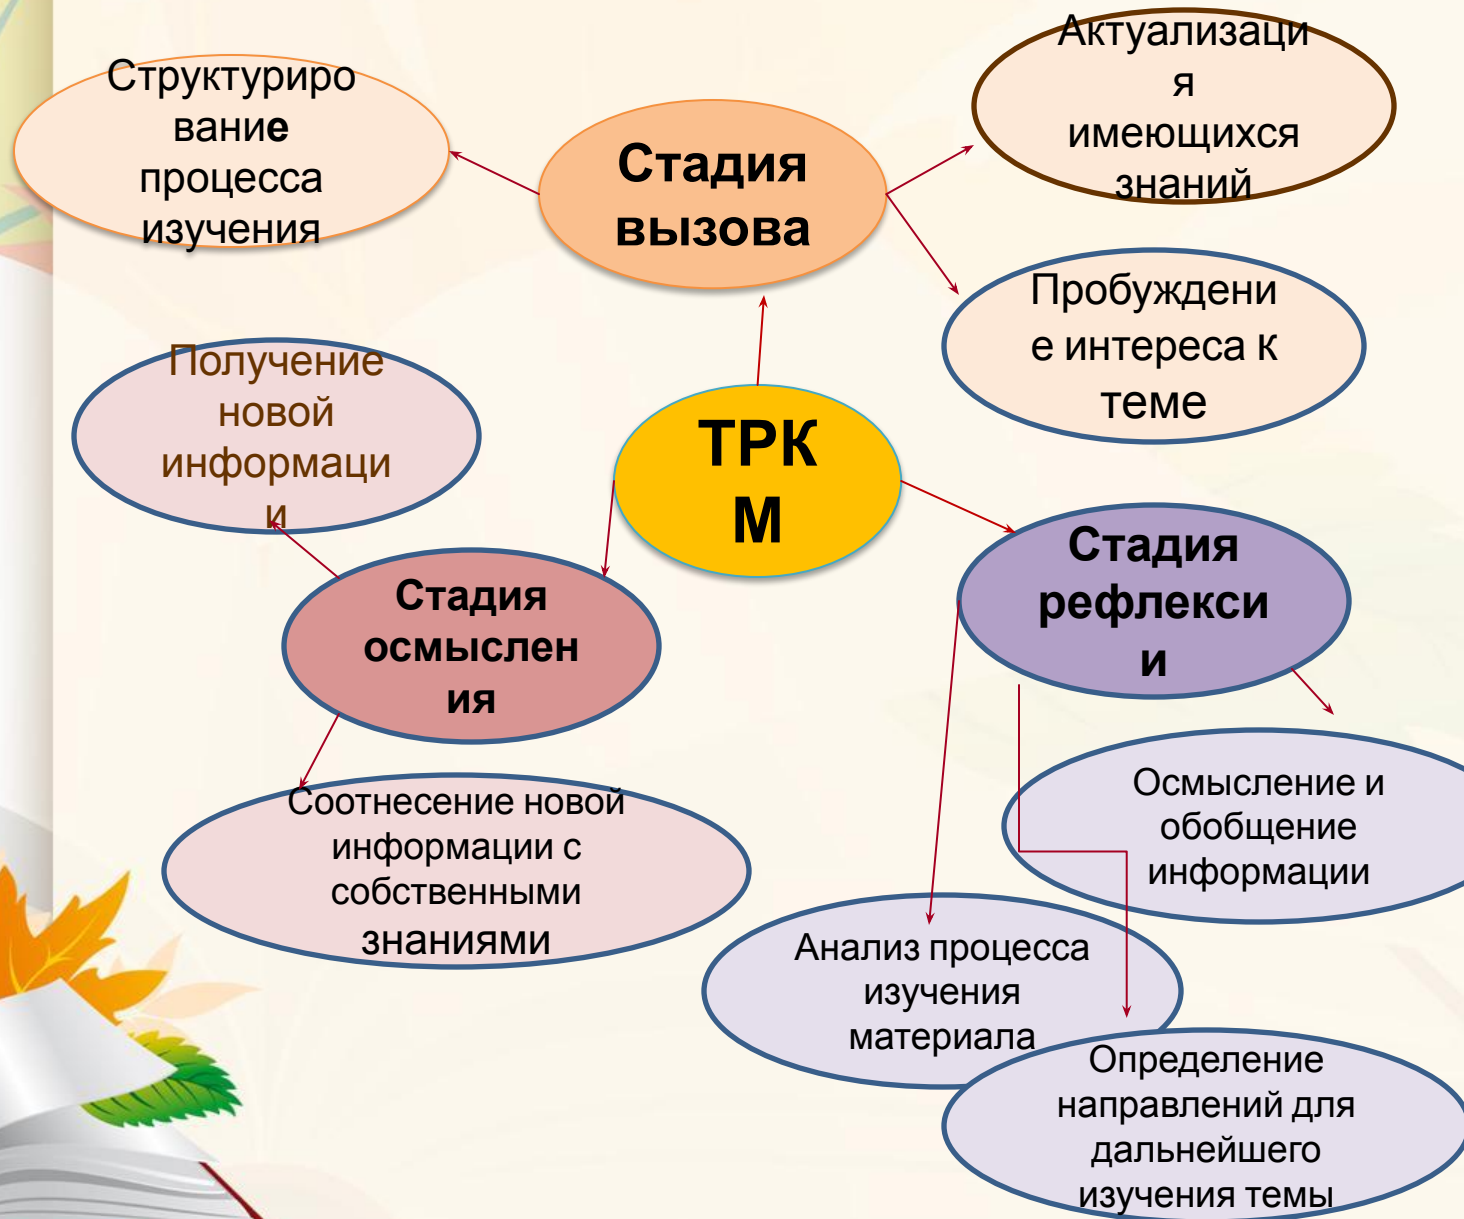 Структуриро
вание
процесса
изучения
Стадия
вызова
Актуализаци
я
имеющихся
знаний
Пробуждени
е интереса к
теме
Получение
новой
информаци
и
ТРК
М
Стадия
осмыслен
ия
Стадия
рефлекси
и
Соотнесение новой
информации с
собственными
знаниями
Осмысление и
обобщение
информации
Анализ процесса
изучения
материала
Определение
направлений для
дальнейшего
изучения темы